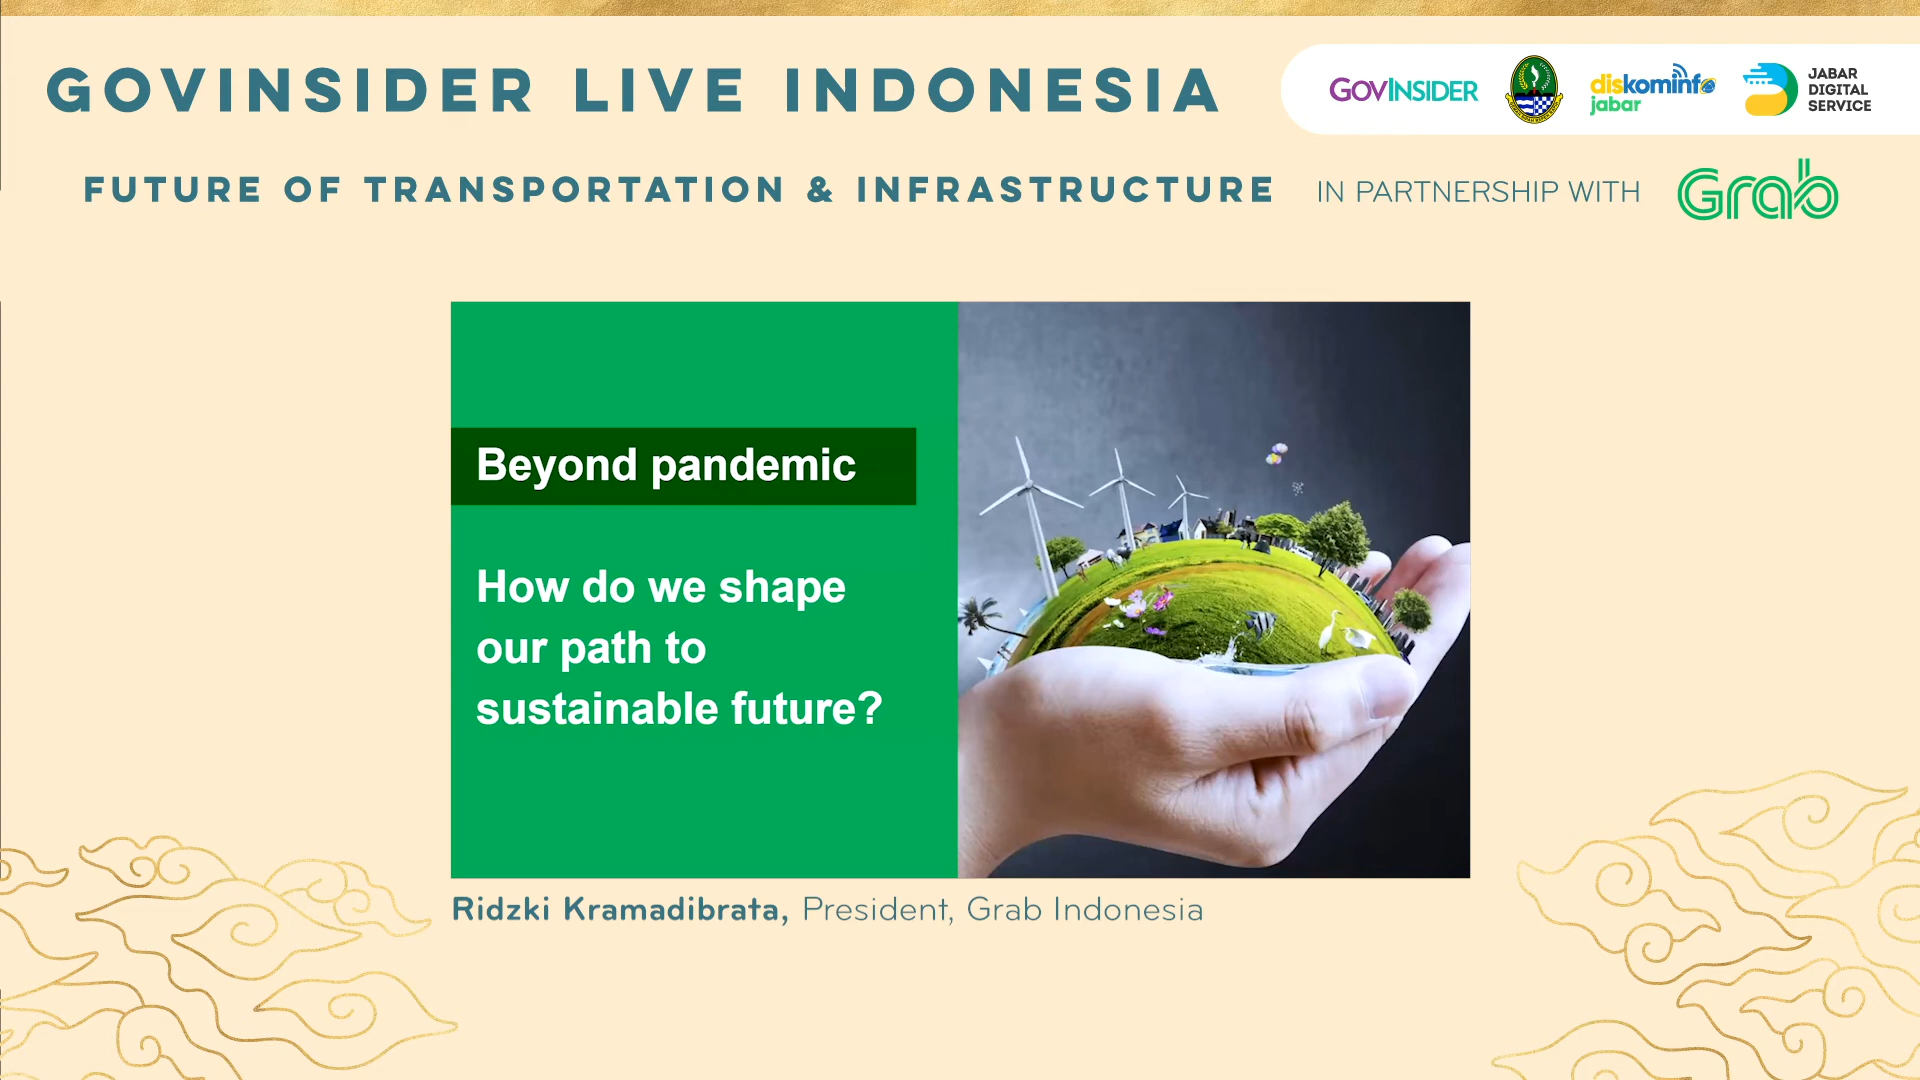 GOVINSIDER LIVE INDONESIA
GOVINSIDER
diskominfo
jabar
JABAR
DIGITAL
SERVICE
FUTURE OF TRANSPORTATION & INFRASTRUCTURE IN PARTNERSHIP WITH Grab
Beyond pandemic
How do we shape
our path to
sustainable future?
Ridzki Kramadibrata, President, Grab Indonesia